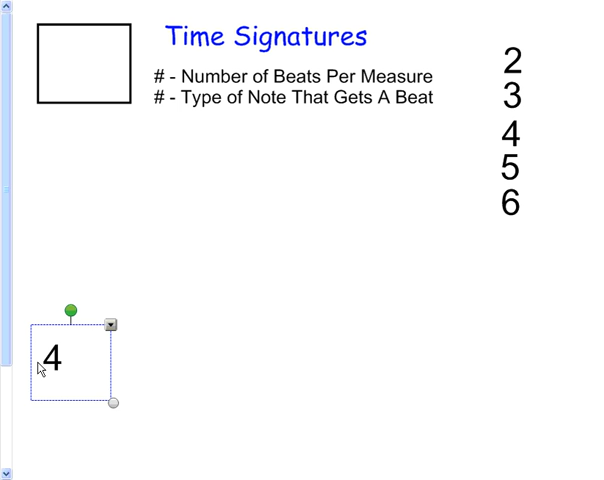 Time Signatures
# - Number of Beats Per Measure
# - Type of Note That Gets A Beat
2
3
4
5
6
4